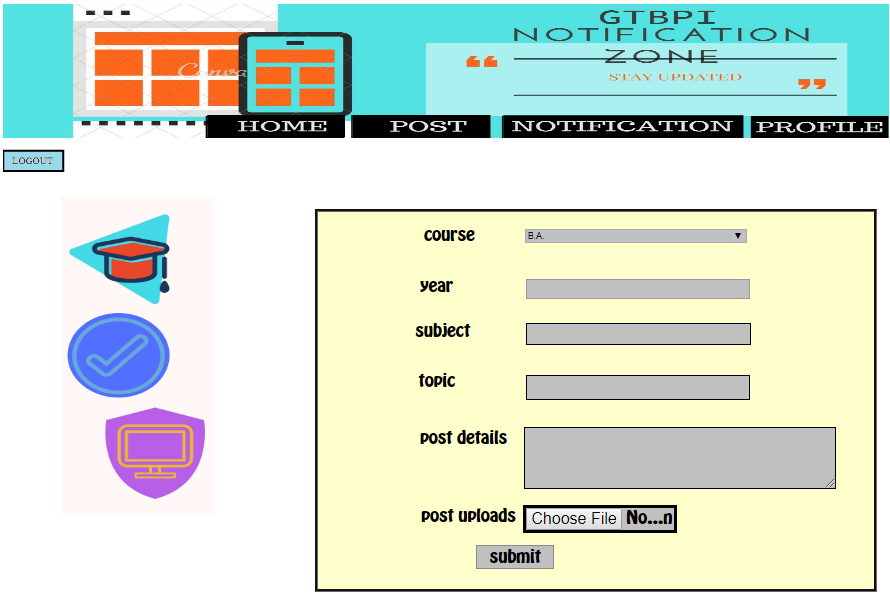 GTBPI
NOTIFICATION
ZONE
STAY UPDATED
Canva
HOME POST NOTIFICATION PROFILE
LOGOUT
course B.A.
year
subject
topic
post details
post uploads Choose File No...n
submit